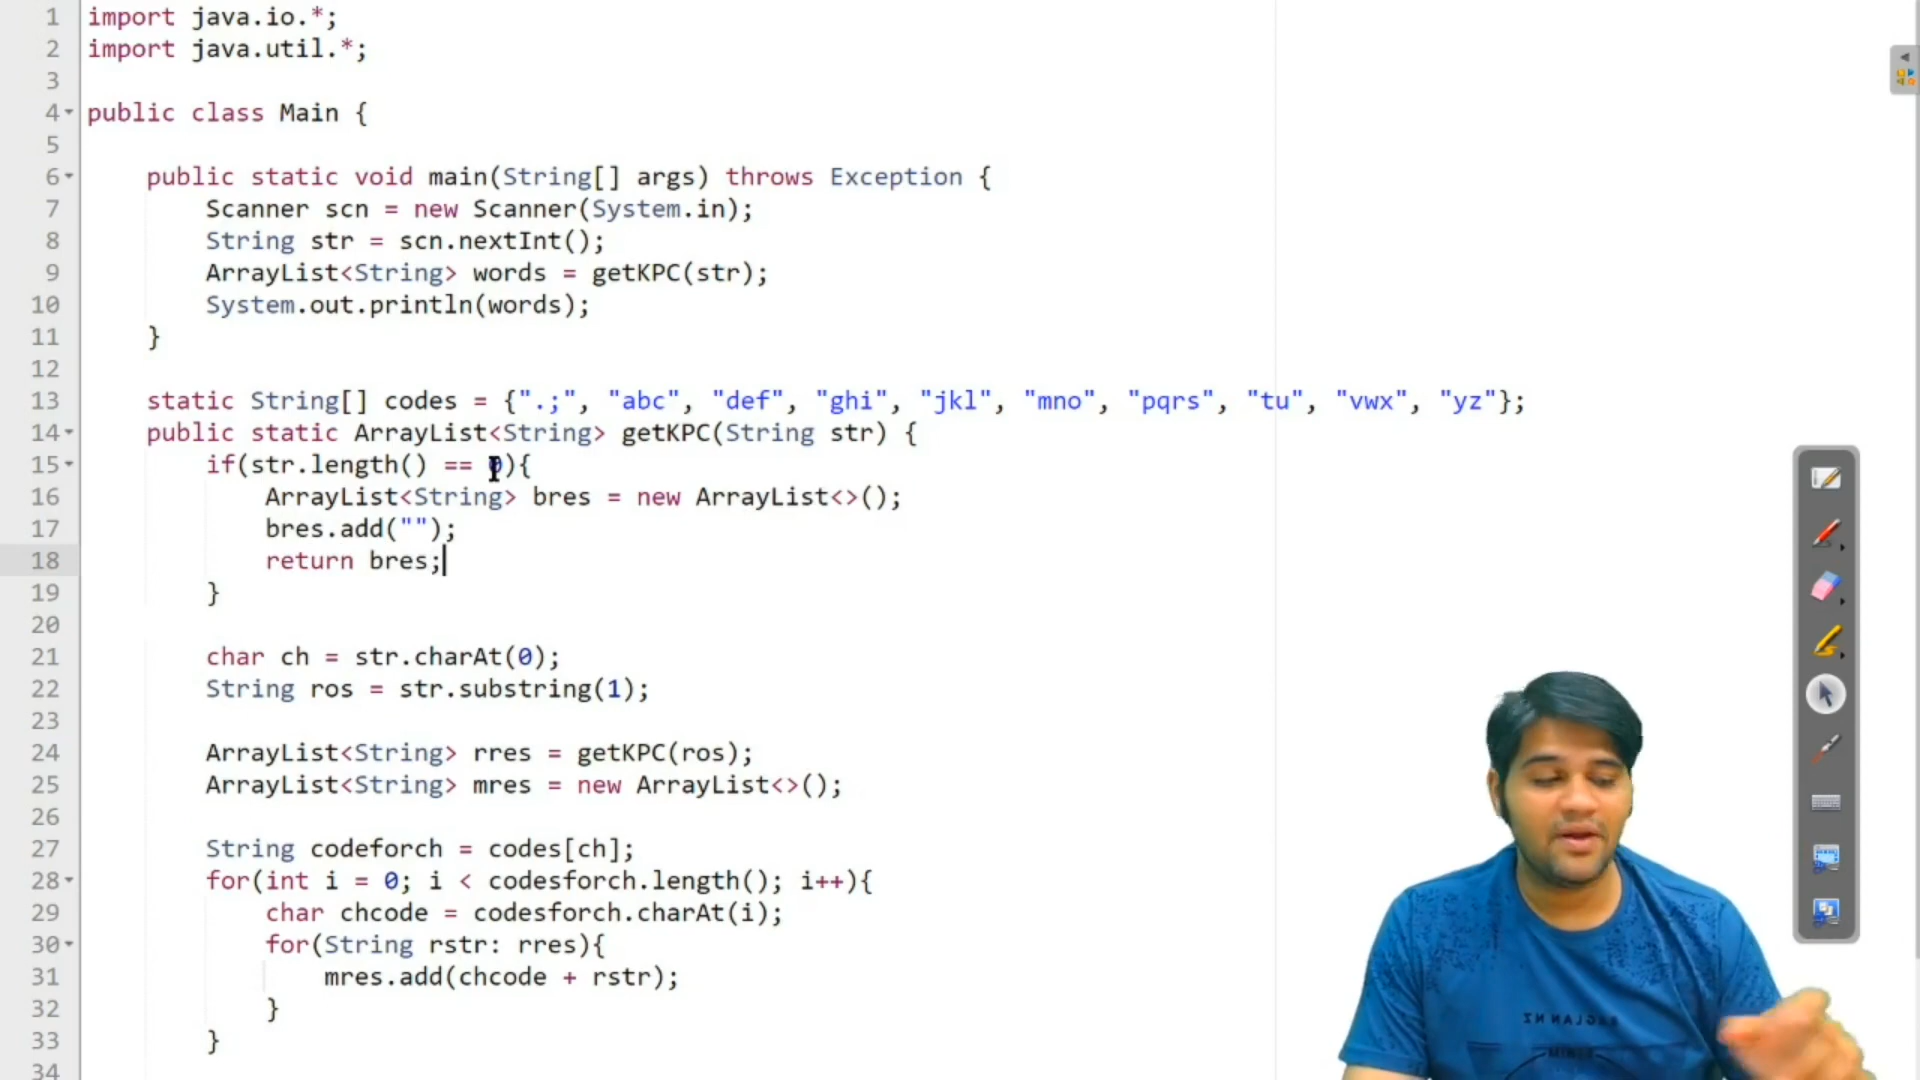 1 import java.io.*;
2 import java.util.*;
3
4 public class Main {
5
6 public static void main(String[] args) throws Exception {
7 Scanner scn = new Scanner(System.in);
8 String str = scn.nextInt();
9 ArrayList<String> words = getKPC(str);
10 System.out.println(words);
11 }
12
13 static String[] codes = {".;", "abc", "def", "ghi", "jkl", "mno", "pqrs", "tu", "vwx", "yz"};
14 public static ArrayList<String> getKPC(String str) {
15 if(str.length() == 0){
16 ArrayList<String> bres = new ArrayList<>();
17 bres.add("");
18 return bres;
19 }
20
21 char ch = str.charAt(0);
22 String ros = str.substring(1);
23
24 ArrayList<String> rres = getKPC(ros);
25 ArrayList<String> mres = new ArrayList<>();
26
27 String codeforch = codes[ch];
28 for(int i = 0; i < codesforch.length(); i++){
29 char chcode = codesforch.charAt(i);
30 for(String rstr: rres){
31 mres.add(chcode + rstr);
32 }
33 }
34